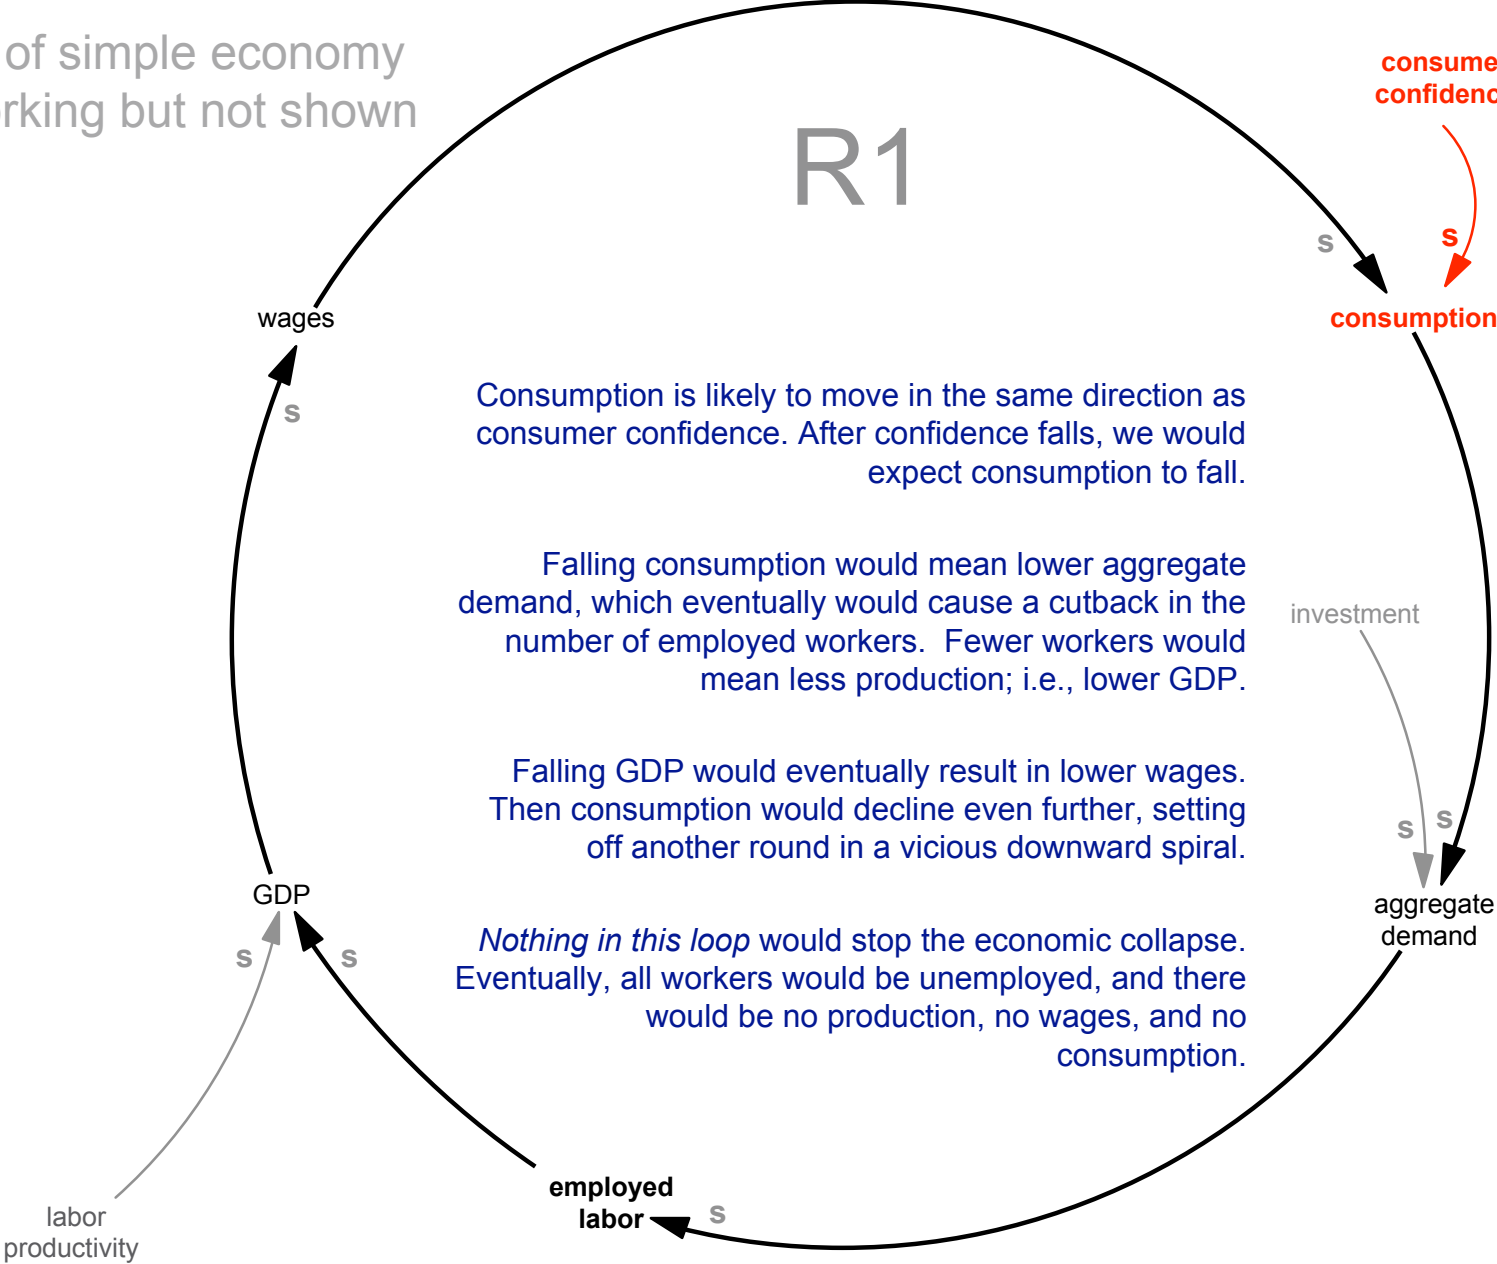 of simple economy
rking but not shown
consume
confidenc
R1
s
s
wages
consumption
s
Consumption is likely to move in the same direction as
consumer confidence. After confidence falls, we would
expect consumption to fall.
Falling consumption would mean lower aggregate
demand, which eventually would cause a cutback in the
number of employed workers. Fewer workers would
mean less production; i.e., lower GDP.
investment
Falling GDP would eventually result in lower wages.
Then consumption would decline even further, setting
off another round in a vicious downward spiral.
s
s
GDP
aggregate
demand
s
s
Nothing in this loop would stop the economic collapse.
Eventually, all workers would be unemployed, and there
would be no production, no wages, and no
consumption.
employed
labor
s
labor
productivity